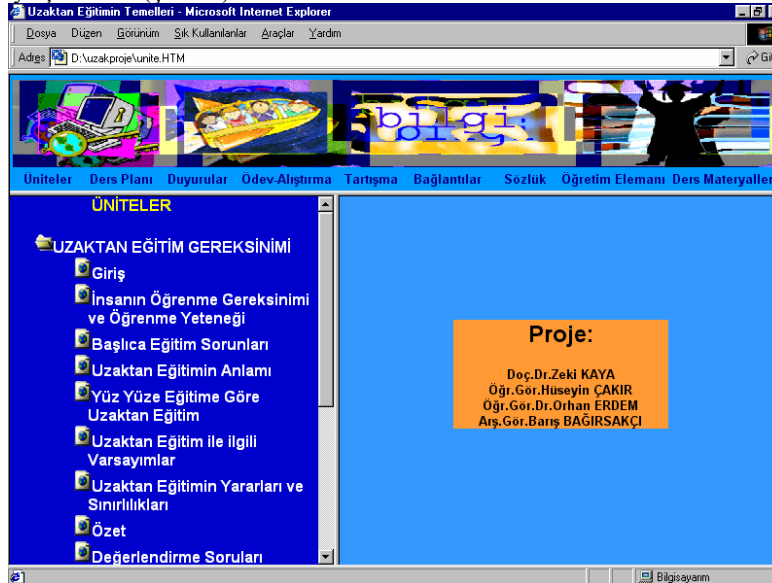 Uzaktan Eğitimin Temelleri - Microsoft Internet Explorer
Dosya Düzen Görünüm Sık Kullanılanlar Araçlar Yardım
Adres D:\uzakproje\unite.HTM
bilgi
Üniteler Ders Planı Duyurular Ödev-Alıştırma Tartışma Bağlantılar Sözlük Öğretim Elemanı Ders Materyaller
ÜNİTELER
UZAKTAN EĞİTİM GEREKSİNİMİ
Giriş
İnsanın Öğrenme Gereksinimi
ve Öğrenme Yeteneği
Başlıca Eğitim Sorunları
Uzaktan Eğitimin Anlamı
Yüz Yüze Eğitime Göre
Uzaktan Eğitim
Uzaktan Eğitim ile ilgili
Varsayımlar
Uzaktan Eğitimin Yararları ve
Sınırlılıkları
Özet
Değerlendirme Soruları
Proje:
Doç.Dr.Zeki KAYA
Öğr.Gör.Hüseyin ÇAKIR
Öğr.Gör.Dr.Orhan ERDEM
Arş.Gör.Barış BAĞIRSAKÇI
Bilgisayarım